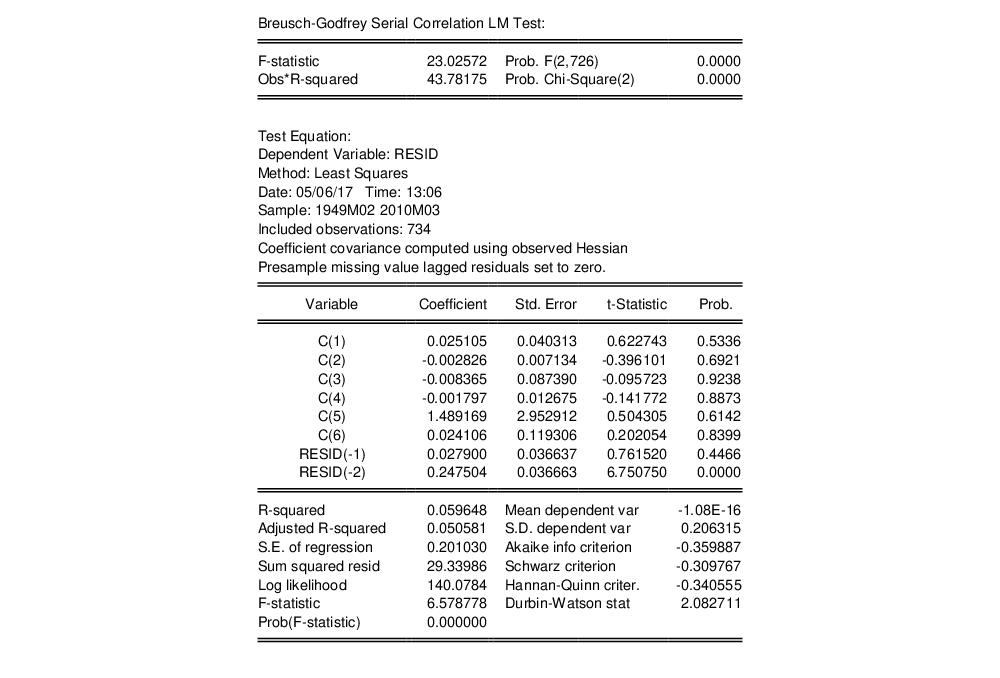 Breusch-Godfrey Serial Correlation LM Test:
F-statistic 23.02572 Prob. F(2,726) 0.0000
Obs*R-squared 43.78175 Prob. Chi-Square(2) 0.0000
Test Equation:
Dependent Variable: RESID
Method: Least Squares
Date: 05/06/17 Time: 13:06
Sample: 1949M02 2010M03
Included observations: 734
Coefficient covariance computed using observed Hessian
Presample missing value lagged residuals set to zero.
Variable Coefficient Std. Error t-Statistic Prob.
C(1) 0.025105 0.040313 0.622743 0.5336
C(2) -0.002826 0.007134 -0.396101 0.6921
C(3) -0.008365 0.087390 -0.095723 0.9238
C(4) -0.001797 0.012675 -0.141772 0.8873
C(5) 1.489169 2.952912 0.504305 0.6142
C(6) 0.024106 0.119306 0.202054 0.8399
RESID(-1) 0.027900 0.036637 0.761520 0.4466
RESID(-2) 0.247504 0.036663 6.750750 0.0000
R-squared 0.059648 Mean dependent var -1.08E-16
Adjusted R-squared 0.050581 S.D. dependent var 0.206315
S.E. of regression 0.201030 Akaike info criterion -0.359887
Sum squared resid 29.33986 Schwarz criterion -0.309767
Log likelihood 140.0784 Hannan-Quinn criter. -0.340555
F-statistic 6.578778 Durbin-Watson stat 2.082711
Prob(F-statistic) 0.000000